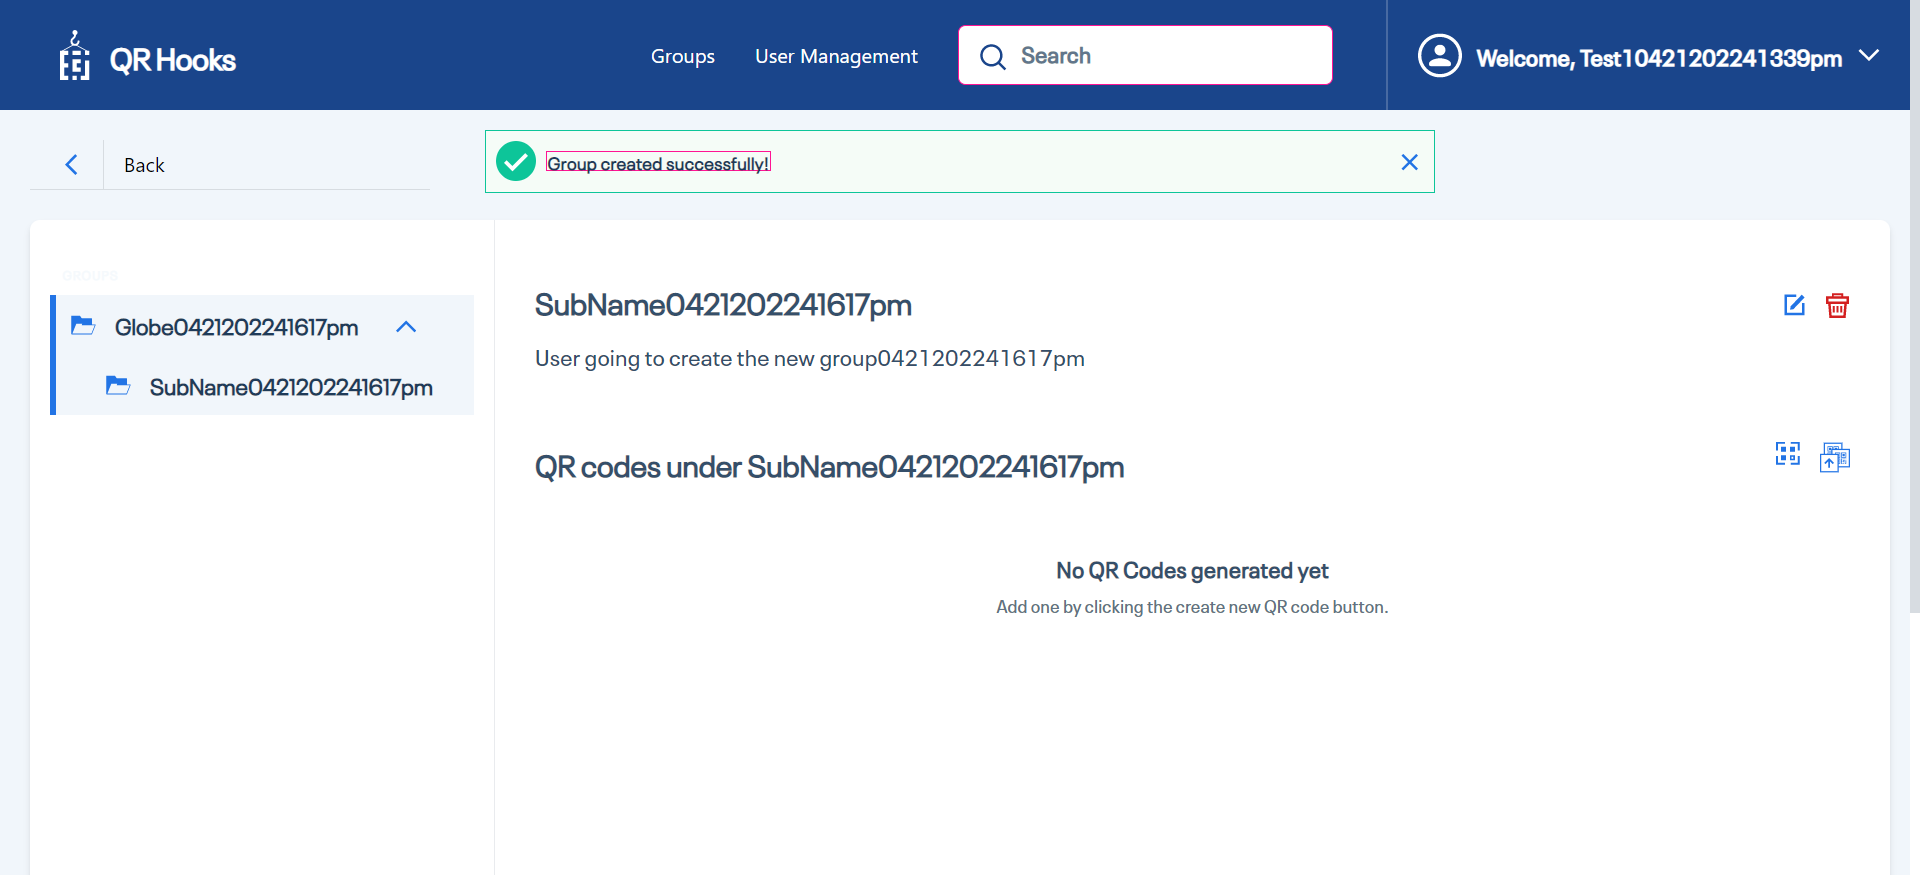 QR Hooks
Groups
User Management
Search
Welcome, Test10421202241339pm
Back
Group created successfully!
GROUPS
Globe0421202241617pm
SubName0421202241617pm
SubName0421202241617pm
User going to create the new group0421202241617pm
QR codes under SubName0421202241617pm
No QR Codes generated yet
Add one by clicking the create new QR code button.